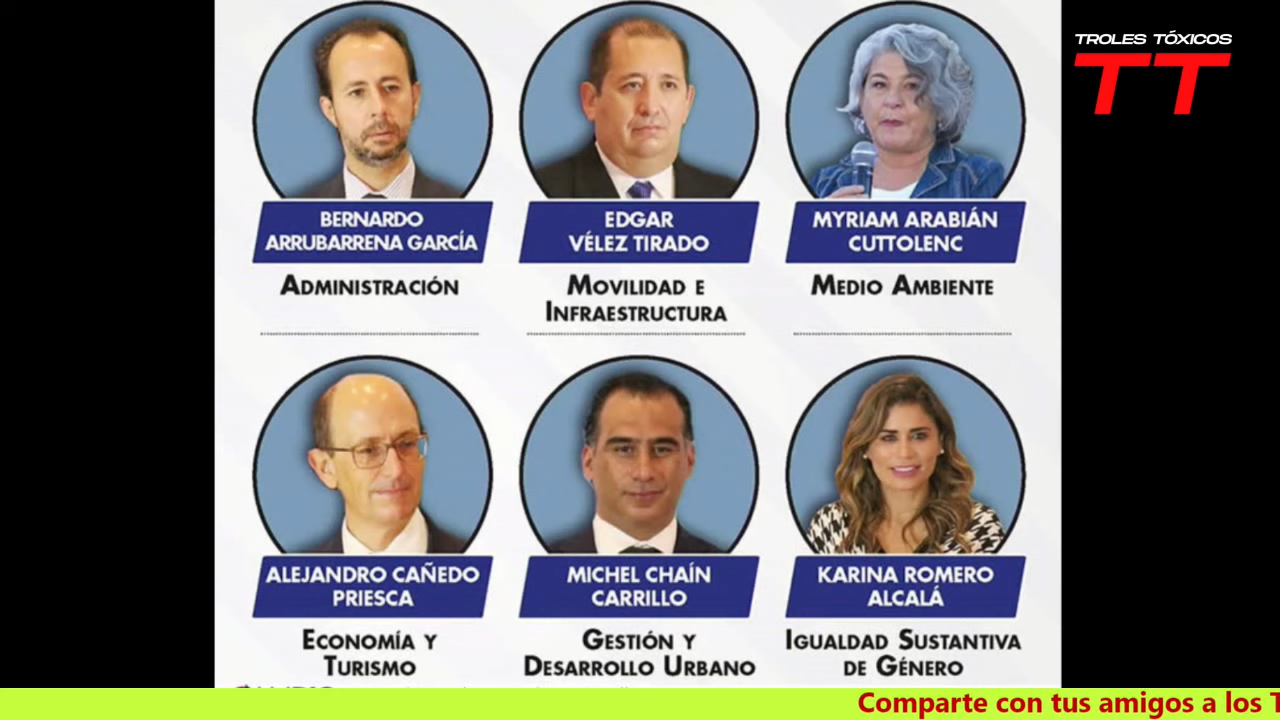 TROLES TÓXICOS
TT
BERNARDO
ARRUBARRENA GARCÍA
ADMINISTRACIÓN
EDGAR
VÉLEZ TIRADO
MOVILIDAD E
INFRAESTRUCTURA
MYRIAM ARABIÁN
CUTTOLENC
MEDIO AMBIENTE
ALEJANDRO CAÑEDO
PRIESCA
ECONOMÍA Y
TURISMO
MICHEL CHAÍN
CARRILLO
GESTIÓN Y
DESARROLLO URBANO
KARINA ROMERO
ALCALÁ
IGUALDAD SUSTANTIVA
DE GÉNERO
Comparte con tus amigos a los T